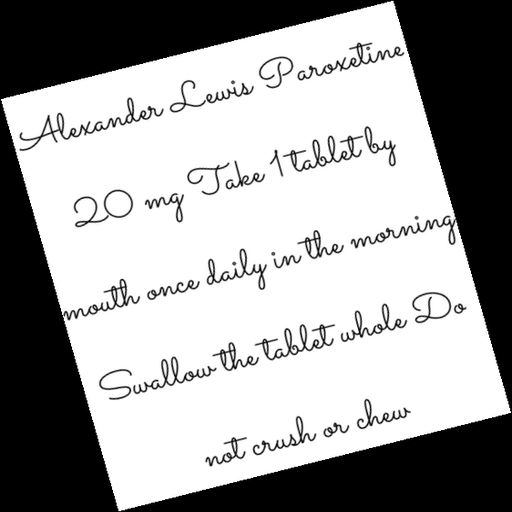 Alexander Lewis Paroxetine
20 mg Take 1 tablet by
mouth once daily in the morning
Swallow the tablet whole Do
not crush or chew